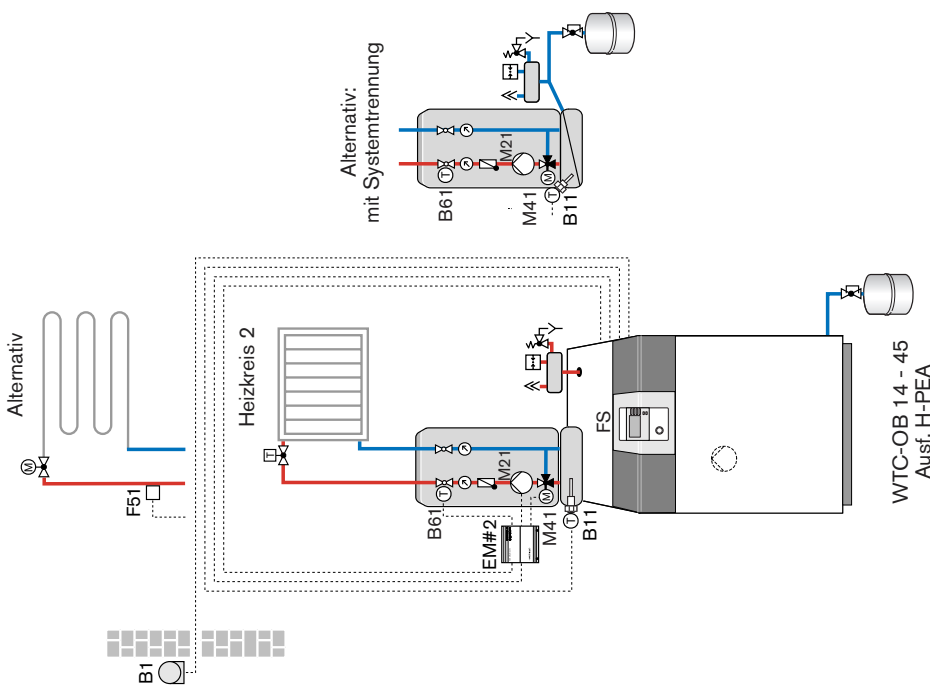 Alternativ:
mit Systemtrennung
M21
B61
M41
B11
T
M
T
Alternativ
M
F51
Heizkreis 2
T
M21
B61
T
EM#2
M41
M
B11
T
FS
B1
WTC-OB 14 - 45
Ausf. H-PEA